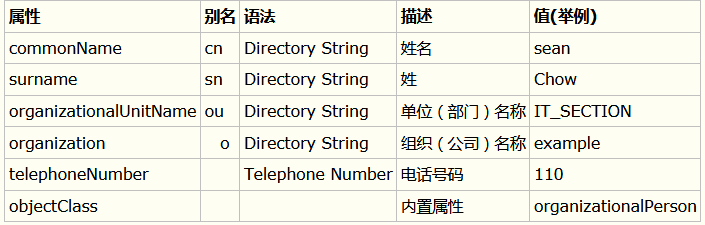 属性 别名 语法 描述 值(举例)
commonName cn Directory String 姓名 sean
surname sn Directory String 姓 Chow
organizationalUnitName ou Directory String 单位（部门）名称 IT_SECTION
organization o Directory String 组织（公司）名称 example
telephoneNumber Telephone Number 电话号码 110
objectClass 内置属性 organizationalPerson